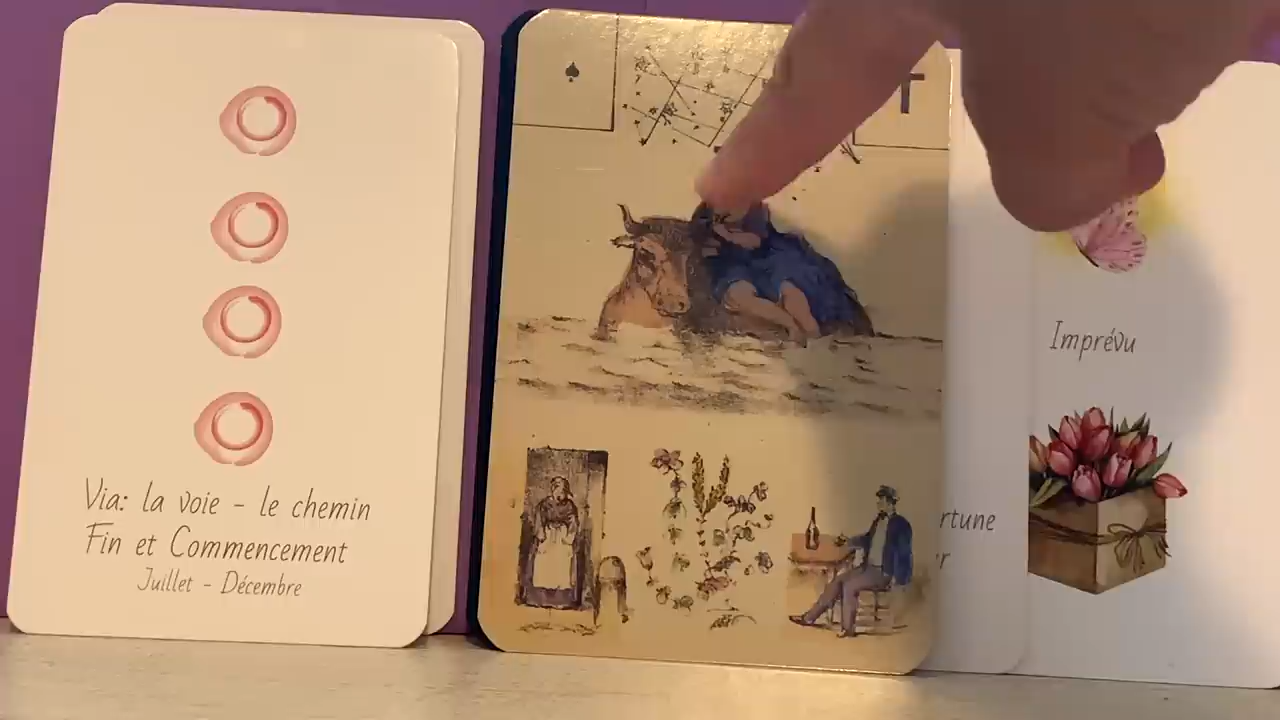 Via: la voie - le chemin
Fin et Commencement
Juillet - Décembre
T
rtune
r
Imprévu